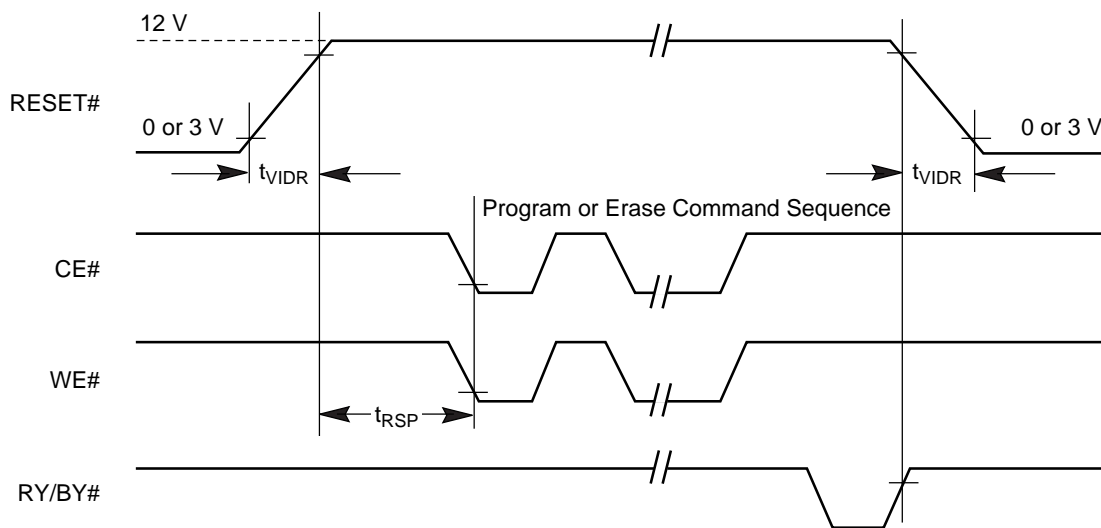 12 V
RESET#
0 or 3 V
0 or 3 V
tVIDR
tVIDR
Program or Erase Command Sequence
CE#
WE#
tRSP
RY/BY#